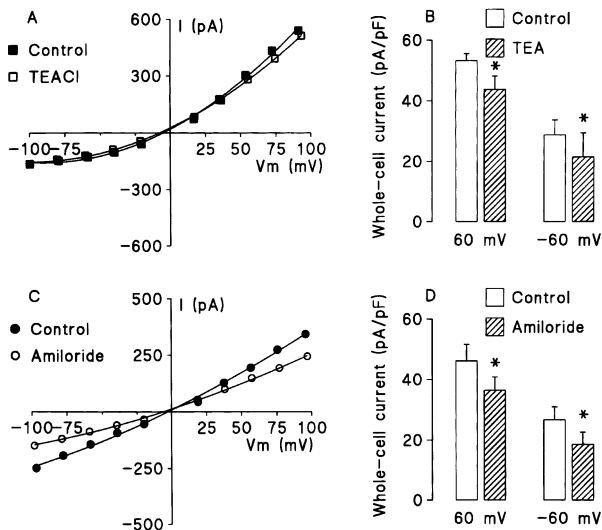 A
I (pA)
■ Control
□ TEACl
600
300
−100 −75
25 50 75 100
Vm (mV)
−300
−600
B
Control
TEA
Whole−cell current (pA/pF)
60
40
20
0
*
*
60 mV
−60 mV
C
I (pA)
● Control
○ Amiloride
500
250
−100 −75
25 50 75 100
Vm (mV)
−250
−500
D
Control
Amiloride
Whole−cell current (pA/pF)
60
40
20
0
*
*
60 mV
−60 mV